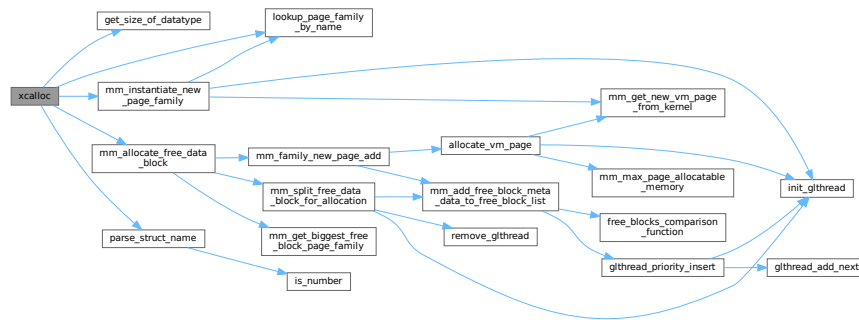 get_size_of_datatype
lookup_page_family
_by_name
xcalloc
mm_instantiate_new
_page_family
mm_get_new_vm_page
_from_kernel
mm_allocate_free_data
_block
mm_family_new_page_add
allocate_vm_page
mm_max_page_allocatable
_memory
init_glthread
mm_split_free_data
_block_for_allocation
mm_add_free_block_meta
_data_to_free_block_list
free_blocks_comparison
_function
parse_struct_name
mm_get_biggest_free
_block_page_family
remove_glthread
glthread_priority_insert
glthread_add_next
is_number